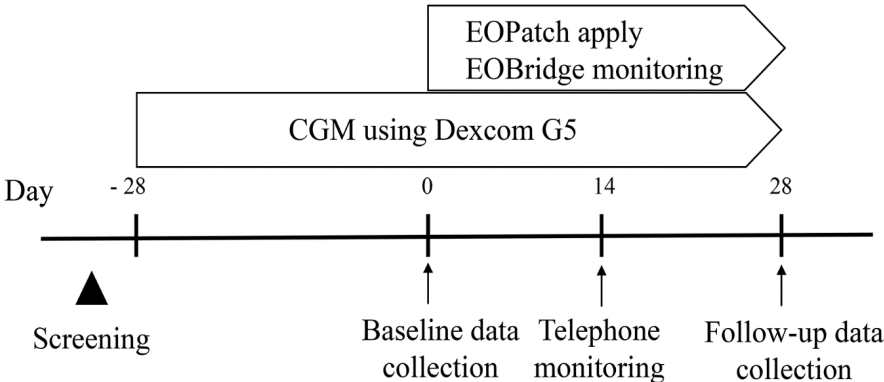 EOPatch apply
EOBridge monitoring
CGM using Dexcom G5
Day
- 28
0
14
28
Screening
Baseline data
collection
Telephone
monitoring
Follow-up data
collection